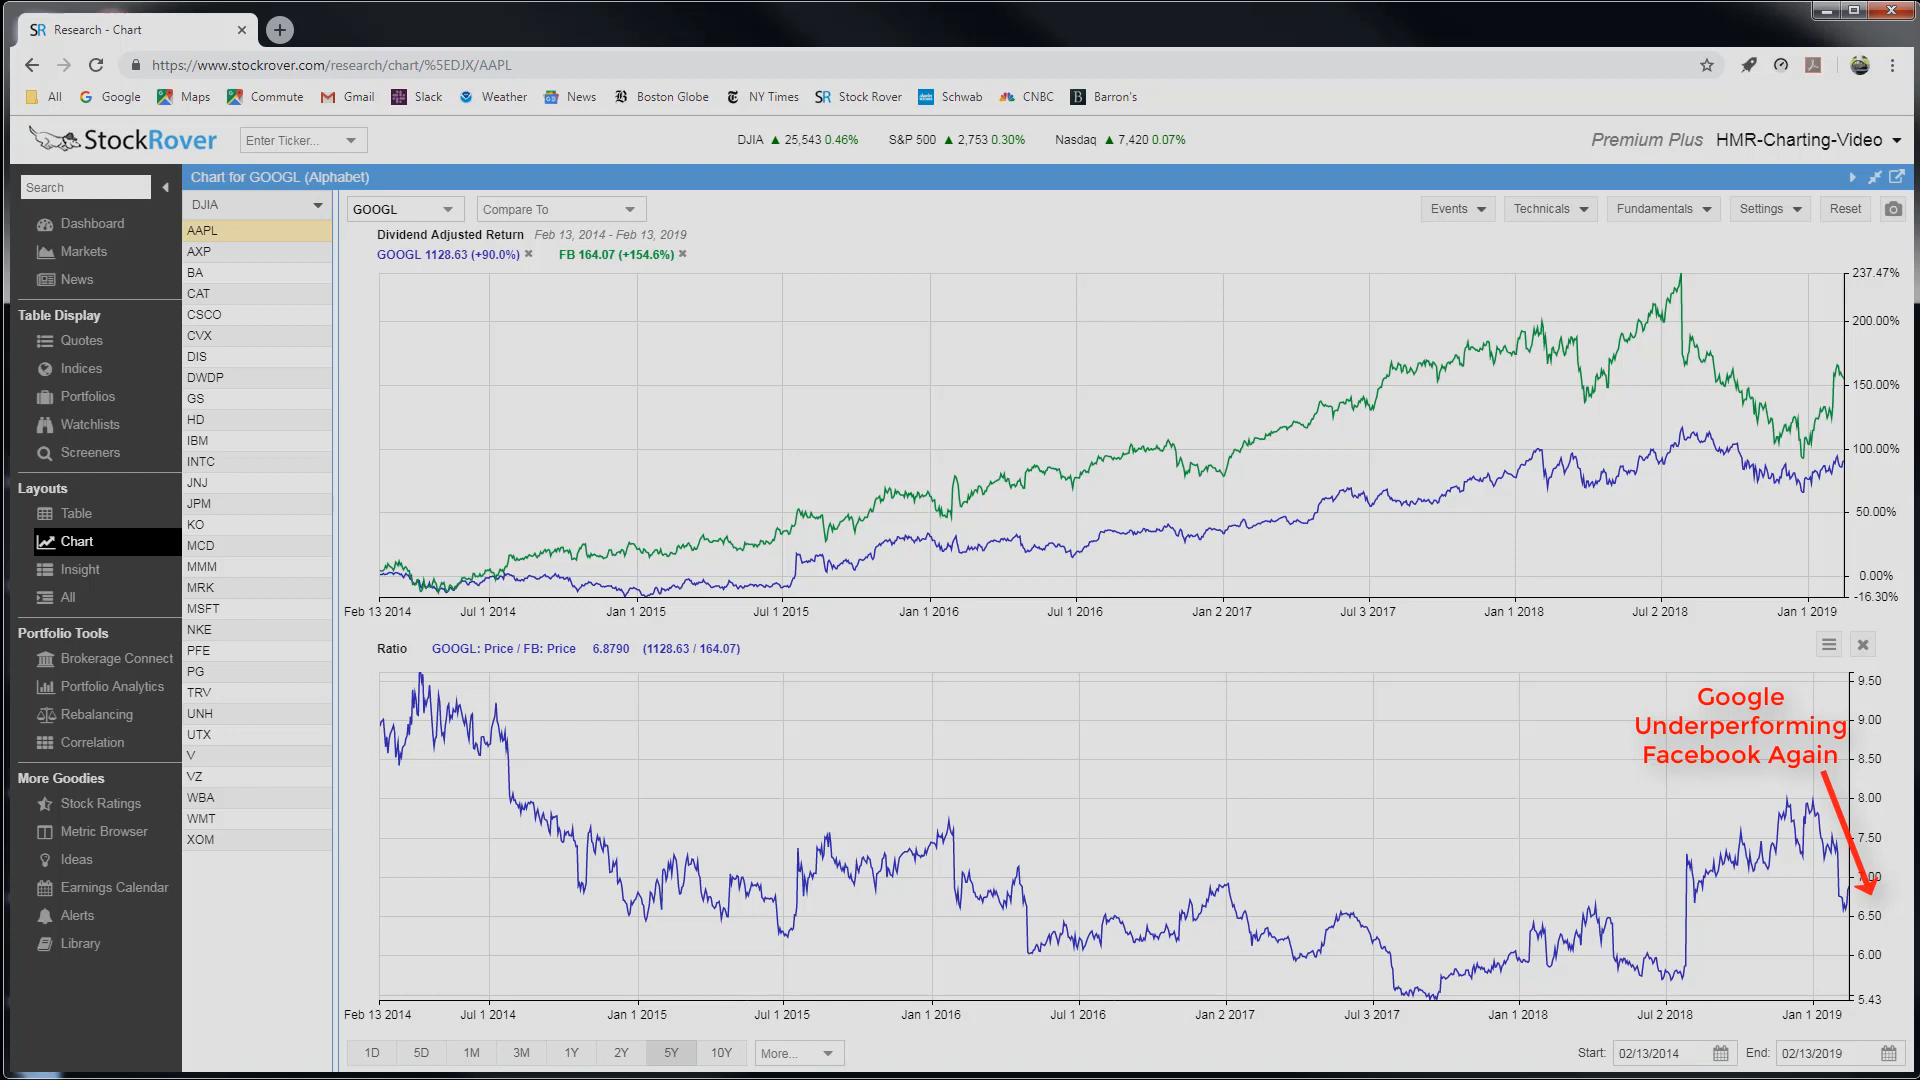 SR Research - Chart
https://www.stockrover.com/research/chart/%5EDJX/AAPL
All Google Maps Commute Gmail Slack Weather News Boston Globe NY Times SR Stock Rover Schwab CNBC Barron's
StockRover Enter Ticker... DJIA ▲ 25,543 0.46% S&P 500 ▲ 2,753 0.30% Nasdaq ▲ 7,420 0.07% Premium Plus HMR-Charting-Video
Search
Dashboard
Markets
News
Table Display
Quotes
Indices
Portfolios
Watchlists
Screeners
Layouts
Table
Chart
Insight
All
Portfolio Tools
Brokerage Connect
Portfolio Analytics
Rebalancing
Correlation
More Goodies
Stock Ratings
Metric Browser
Ideas
Earnings Calendar
Alerts
Library
Chart for GOOGL (Alphabet)
DJIA
AAPL
AXP
BA
CAT
CSCO
CVX
DIS
DWDP
GS
HD
IBM
INTC
JNJ
JPM
KO
MCD
MMM
MRK
MSFT
NKE
PFE
PG
TRV
UNH
UTX
V
VZ
WBA
WMT
XOM
GOOGL Compare To Events Technicals Fundamentals Settings Reset
Dividend Adjusted Return Feb 13, 2014 - Feb 13, 2019
GOOGL 1128.63 (+90.0%) FB 164.07 (+154.6%)
237.47%
200.00%
150.00%
100.00%
50.00%
0.00%
-16.30%
Feb 13 2014 Jul 1 2014 Jan 1 2015 Jul 1 2015 Jan 1 2016 Jul 1 2016 Jan 2 2017 Jul 3 2017 Jan 1 2018 Jul 2 2018 Jan 1 2019
Ratio GOOGL: Price / FB: Price 6.8790 (1128.63 / 164.07)
Google
Underperforming
Facebook Again
9.50
9.00
8.50
8.00
7.50
7.00
6.50
6.00
5.43
Feb 13 2014 Jul 1 2014 Jan 1 2015 Jul 1 2015 Jan 1 2016 Jul 1 2016 Jan 2 2017 Jul 3 2017 Jan 1 2018 Jul 2 2018 Jan 1 2019
1D 5D 1M 3M 1Y 2Y 5Y 10Y More... Start: 02/13/2014 End: 02/13/2019